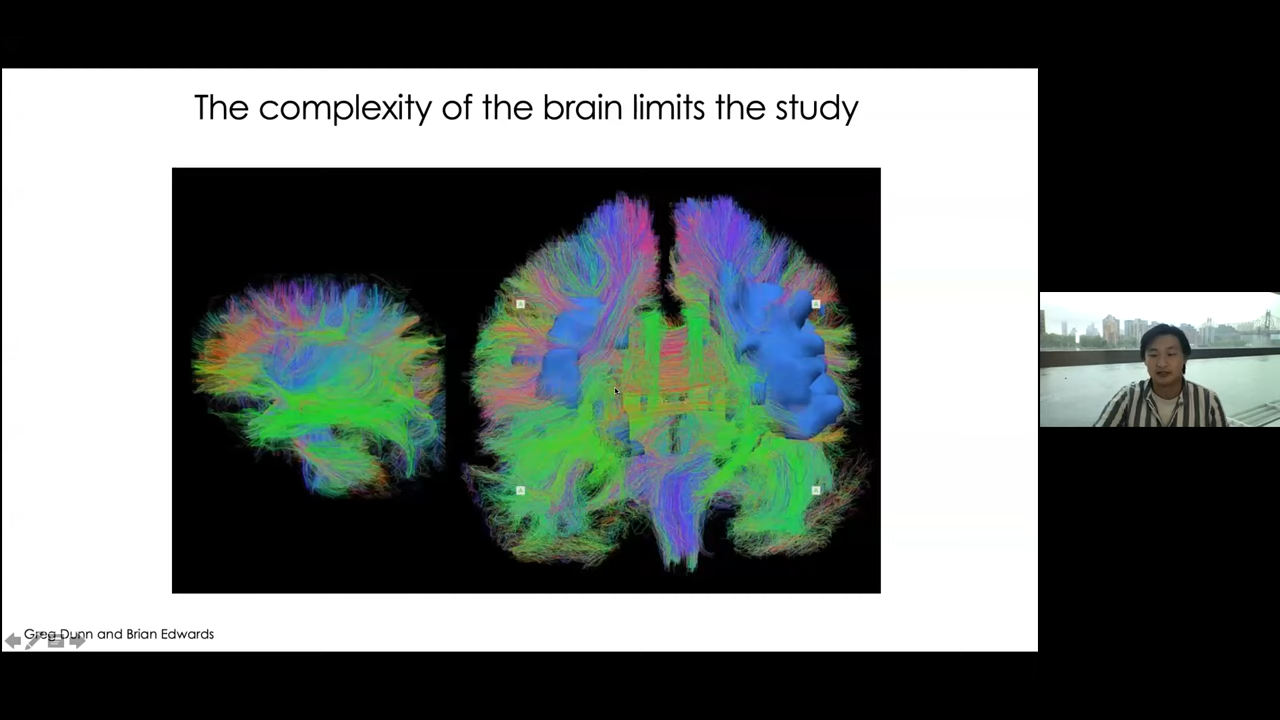 The complexity of the brain limits the study
Greg Dunn and Brian Edwards